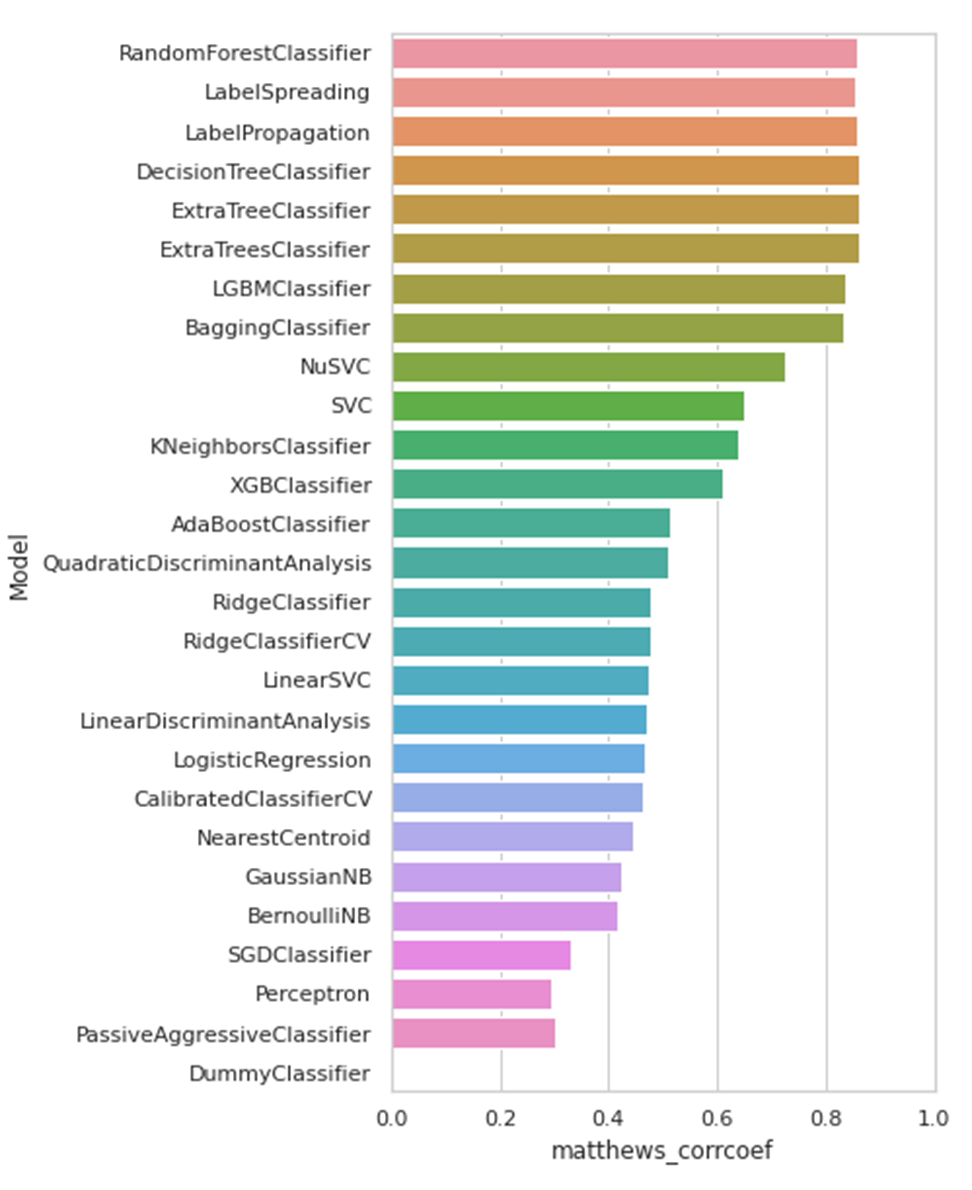 RandomForestClassifier
LabelSpreading
LabelPropagation
DecisionTreeClassifier
ExtraTreeClassifier
ExtraTreesClassifier
LGBMClassifier
BaggingClassifier
NuSVC
SVC
KNeighborsClassifier
XGBClassifier
AdaBoostClassifier
QuadraticDiscriminantAnalysis
RidgeClassifier
RidgeClassifierCV
LinearSVC
LinearDiscriminantAnalysis
LogisticRegression
CalibratedClassifierCV
NearestCentroid
GaussianNB
BernoulliNB
SGDClassifier
Perceptron
PassiveAggressiveClassifier
DummyClassifier
Model
0.0 0.2 0.4 0.6 0.8 1.0
matthews_corrcoef